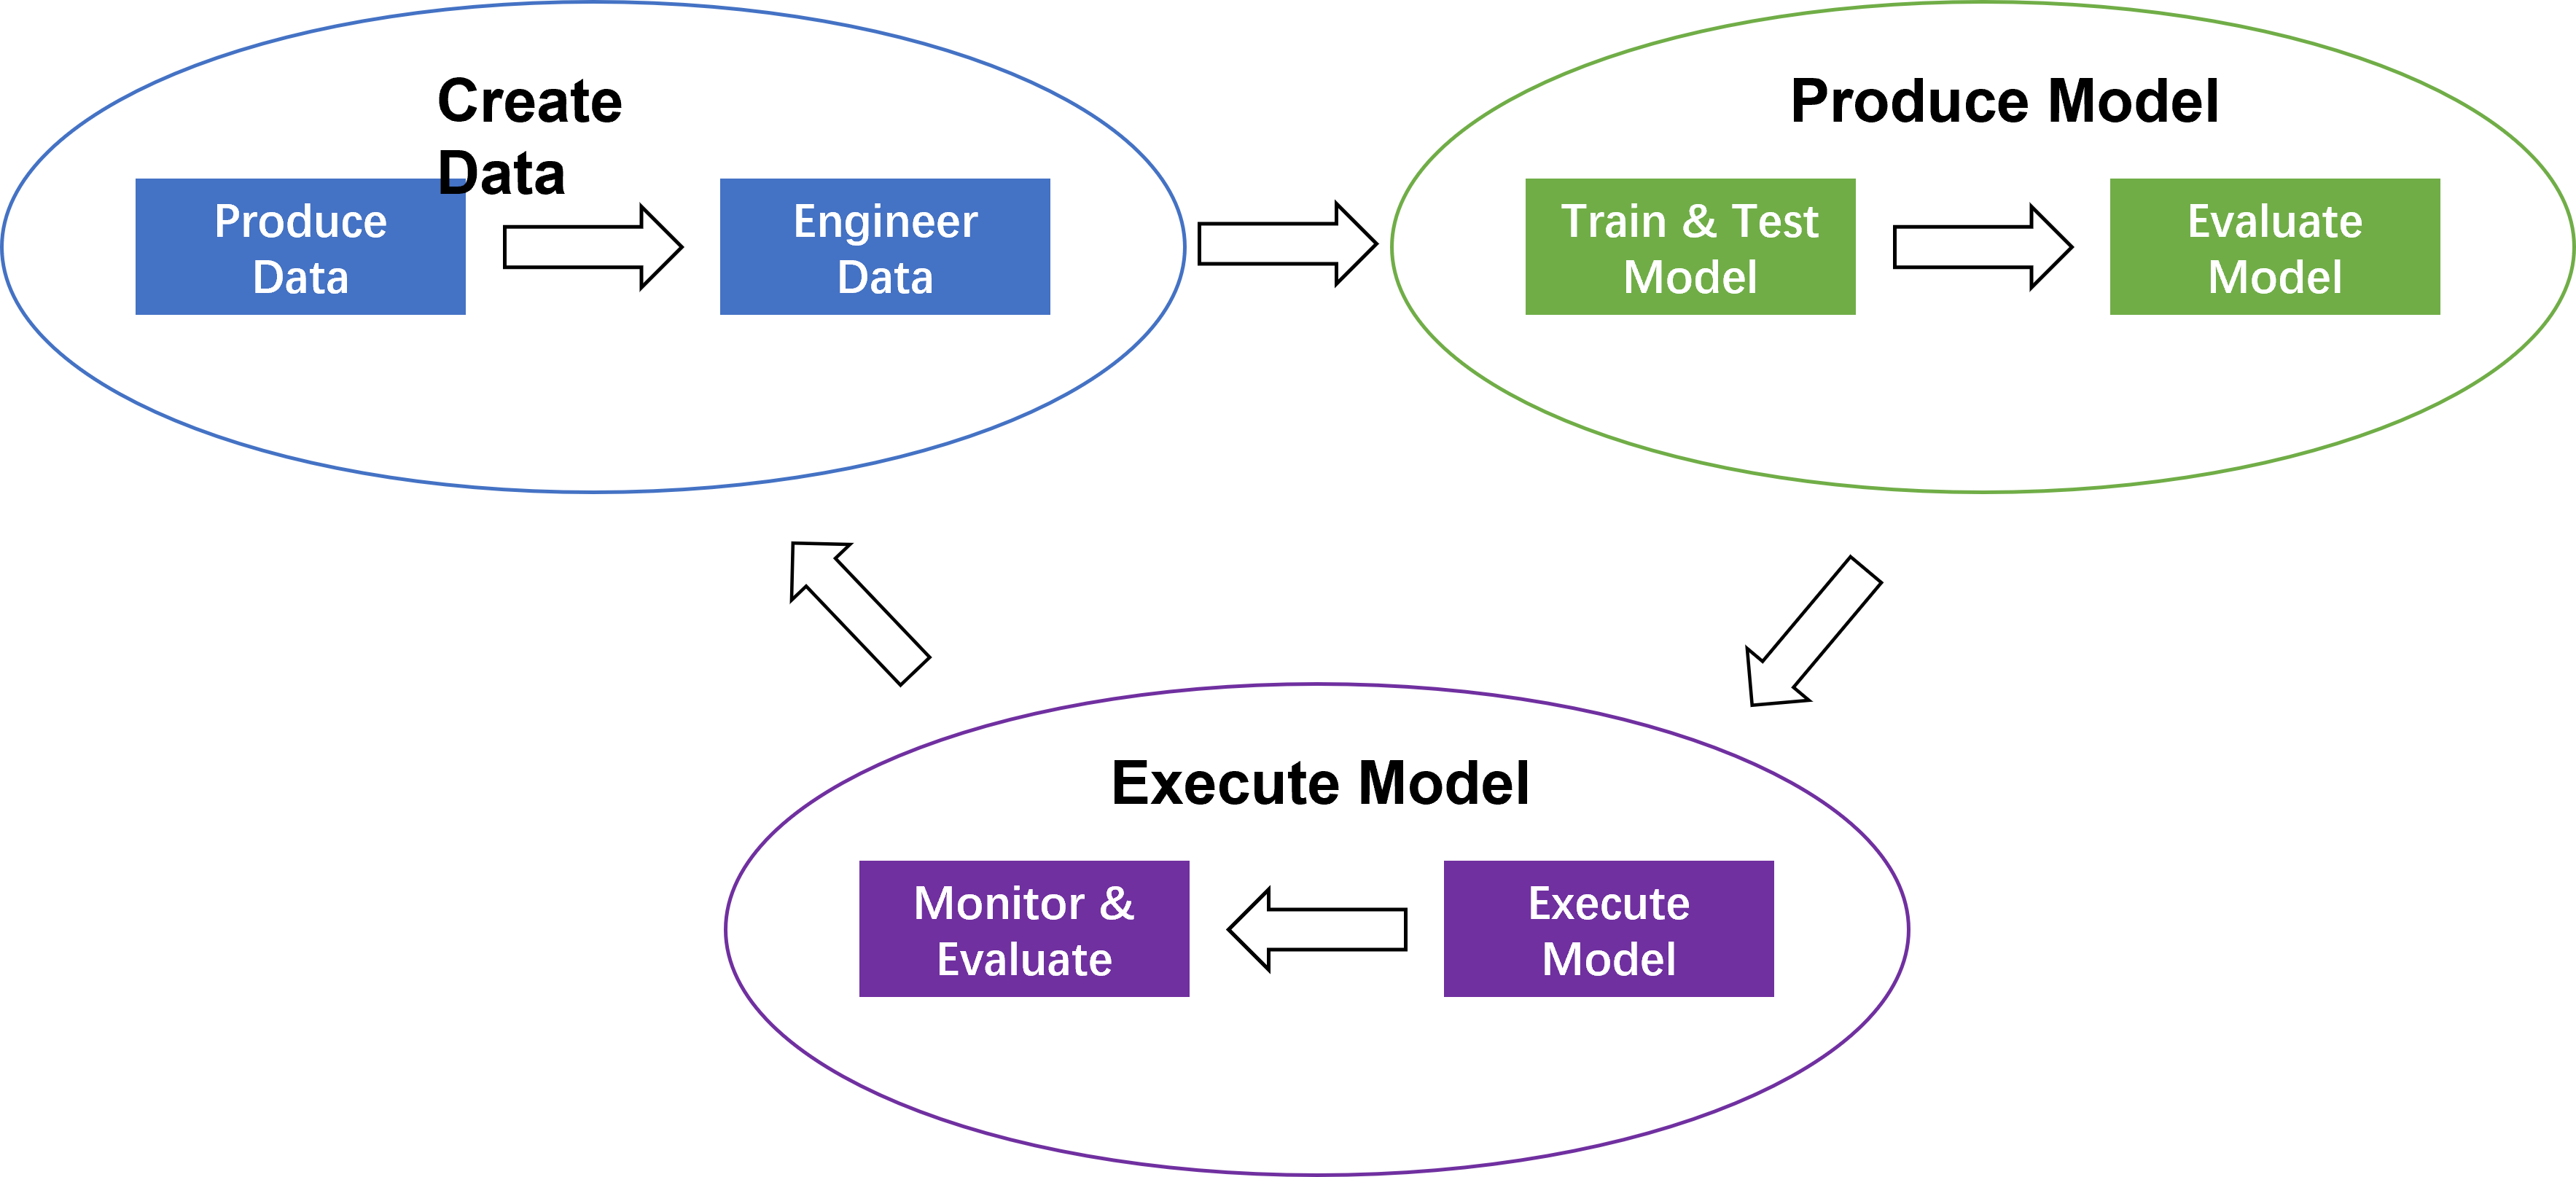 Create
Data
Produce
Data
Engineer
Data
Produce Model
Train & Test
Model
Evaluate
Model
Execute Model
Monitor &
Evaluate
Execute
Model